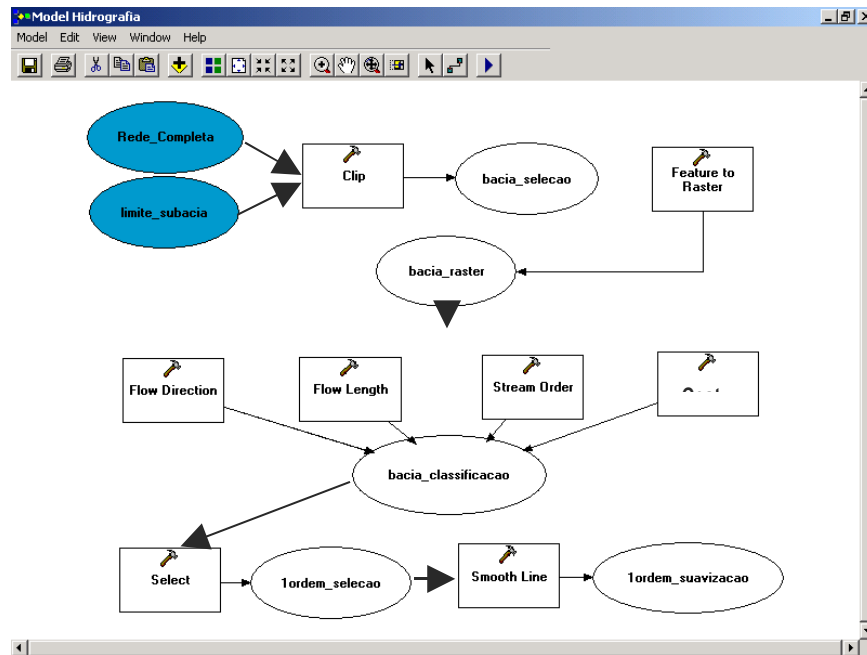 Model Hidrografia
Model Edit View Window Help
Rede_Completa
limite_subacia
Clip
bacia_selecao
Feature to
Raster
bacia_raster
Flow Direction
Flow Length
Stream Order
bacia_classificacao
Select
1ordem_selecao
Smooth Line
1ordem_suavizacao